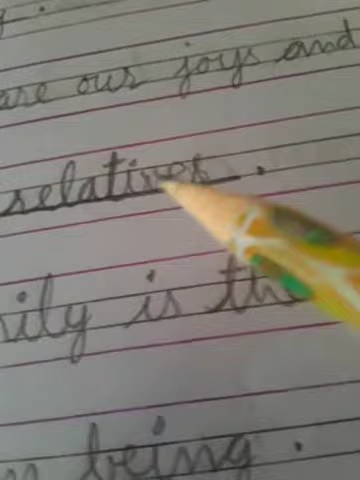 are our joys and
relatives.
ily is the
being.